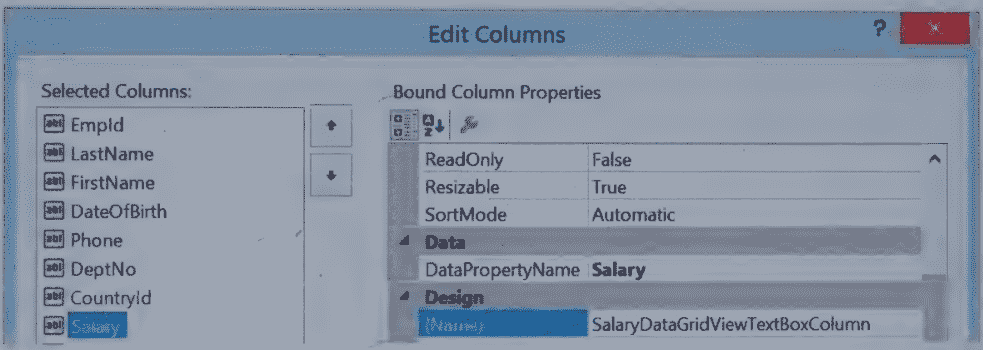 Edit Columns
?
Selected Columns:
EmpId
LastName
FirstName
DateOfBirth
Phone
DeptNo
CountryId
Salary
Bound Column Properties
ReadOnly False
Resizable True
SortMode Automatic
Data
DataPropertyName Salary
Design
(Name) SalaryDataGridViewTextBoxColumn